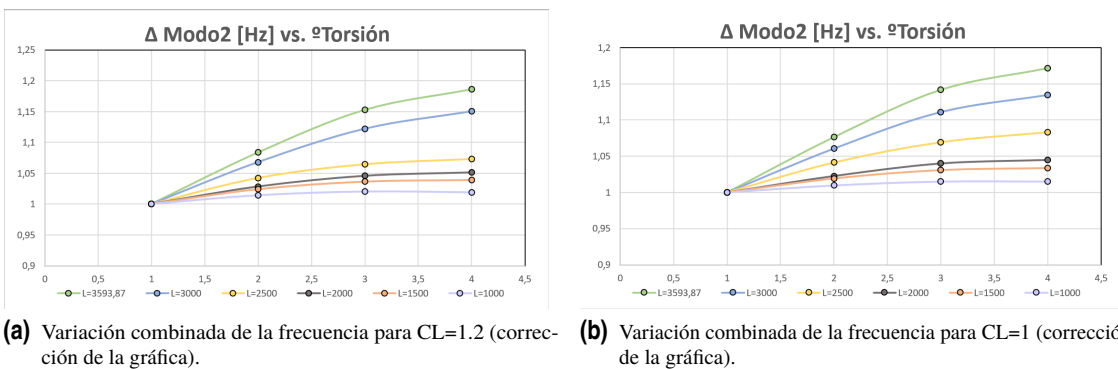 Δ Modo2 [Hz] vs. ºTorsión
1,25
1,2
1,15
1,1
1,05
1
0,95
0,9
0 0,5 1 1,5 2 2,5 3 3,5 4 4,5
L=3593,87 L=3000 L=2500 L=2000 L=1500 L=1000
(a) Variación combinada de la frecuencia para CL=1.2 (correc-
ción de la gráfica).
Δ Modo2 [Hz] vs. ºTorsión
1,2
1,15
1,1
1,05
1
0,95
0,9
0 0,5 1 1,5 2 2,5 3 3,5 4 4,5
L=3593,87 L=3000 L=2500 L=2000 L=1500 L=1000
(b) Variación combinada de la frecuencia para CL=1 (correcció
de la gráfica).